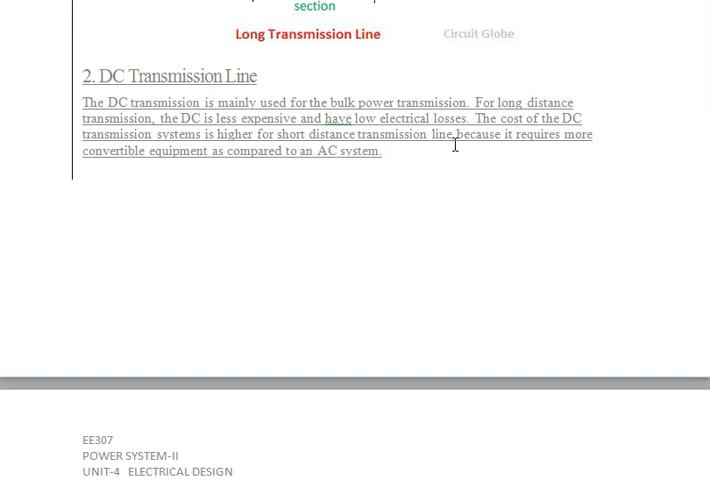 section
Long Transmission Line
Circuit Globe
2. DC Transmission Line
The DC transmission is mainly used for the bulk power transmission. For long distance
transmission, the DC is less expensive and have low electrical losses. The cost of the DC
transmission systems is higher for short distance transmission line because it requires more
convertible equipment as compared to an AC system.
EE307
POWER SYSTEM-II
UNIT-4 ELECTRICAL DESIGN